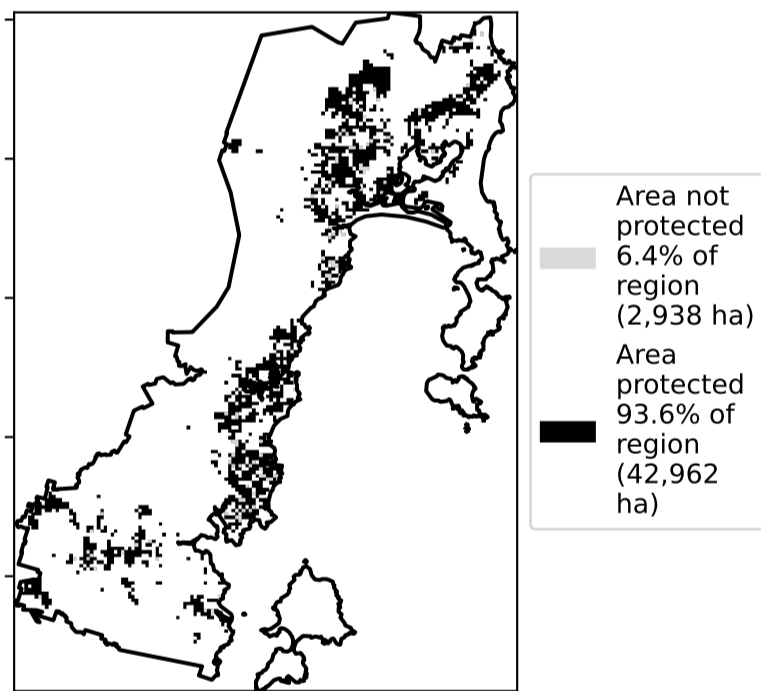 Area not
protected
6.4% of
region
(2,938 ha)
Area
protected
93.6% of
region
(42,962
ha)